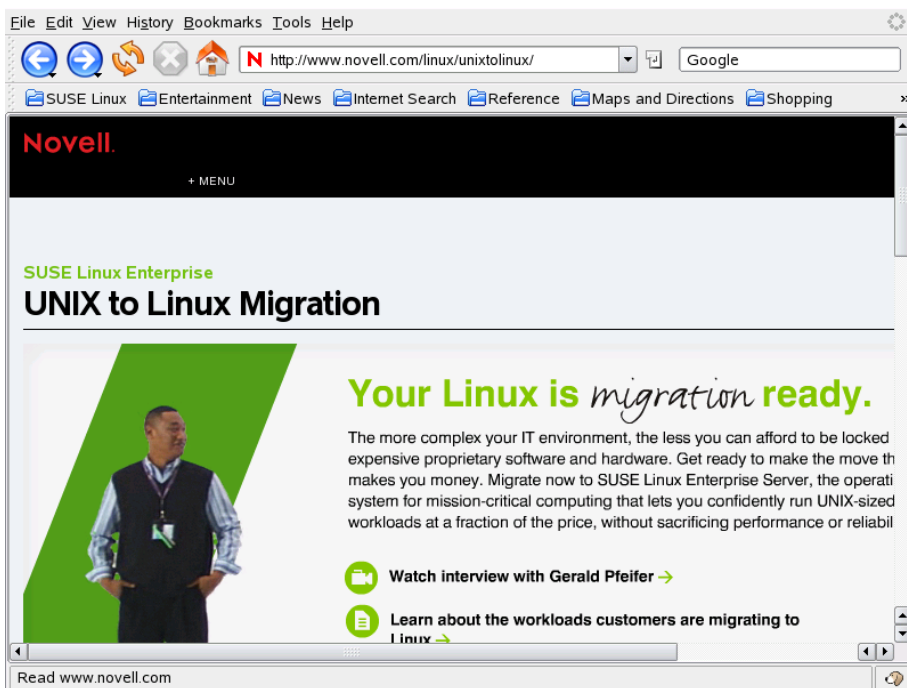 File Edit View History Bookmarks Tools Help
N http://www.novell.com/linux/unixtolinux/ Google
SUSE Linux Entertainment News Internet Search Reference Maps and Directions Shopping »
Novell.
+ MENU
SUSE Linux Enterprise
UNIX to Linux Migration
Your Linux is migration ready.
The more complex your IT environment, the less you can afford to be locked
expensive proprietary software and hardware. Get ready to make the move th
makes you money. Migrate now to SUSE Linux Enterprise Server, the operati
system for mission-critical computing that lets you confidently run UNIX-sized
workloads at a fraction of the price, without sacrificing performance or reliabil
Watch interview with Gerald Pfeifer →
Learn about the workloads customers are migrating to
Linux →
Read www.novell.com